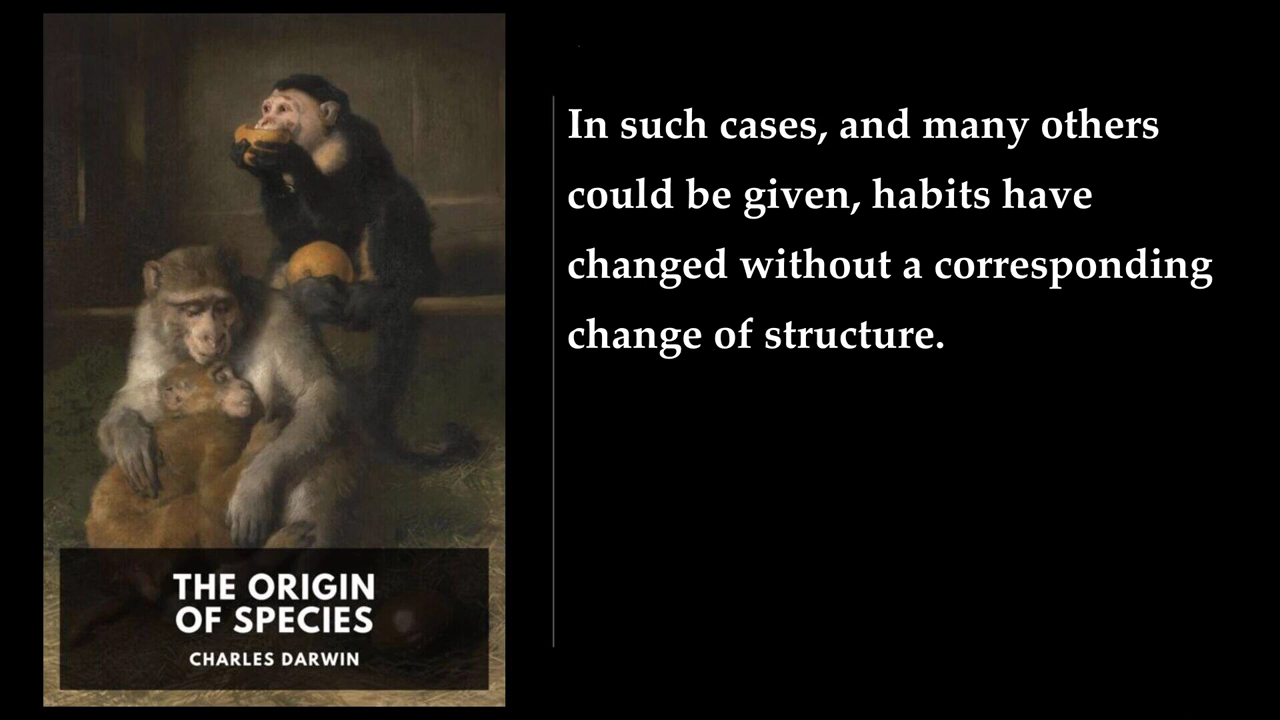 In such cases, and many others
could be given, habits have
changed without a corresponding
change of structure.
THE ORIGIN
OF SPECIES
CHARLES DARWIN